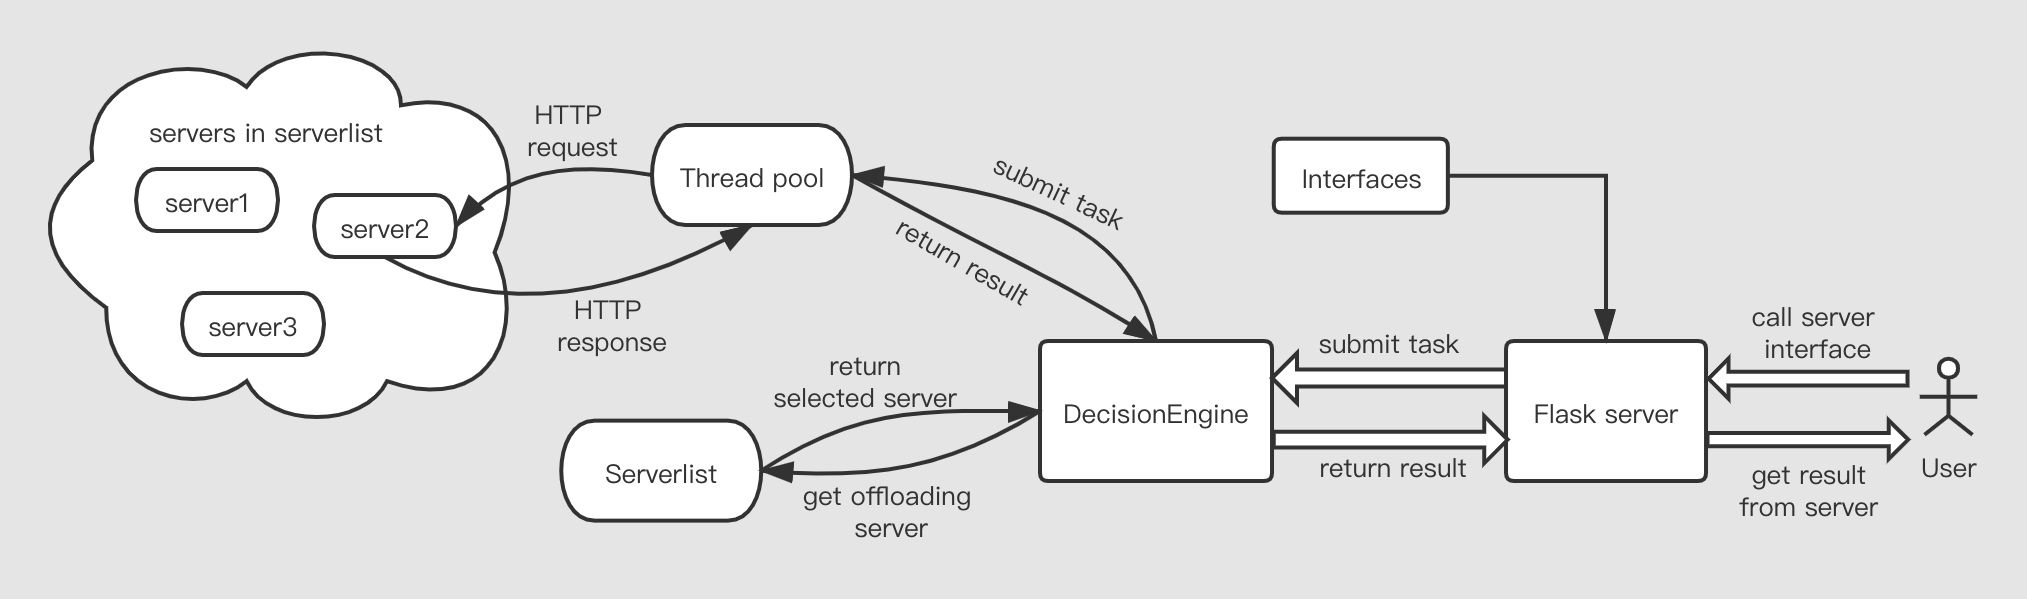 servers in serverlist
server1
server2
server3
HTTP
request
HTTP
response
Thread pool
submit task
return result
return
selected server
get offloading
server
Serverlist
DecisionEngine
Interfaces
submit task
return result
Flask server
call server
interface
get result
from server
User